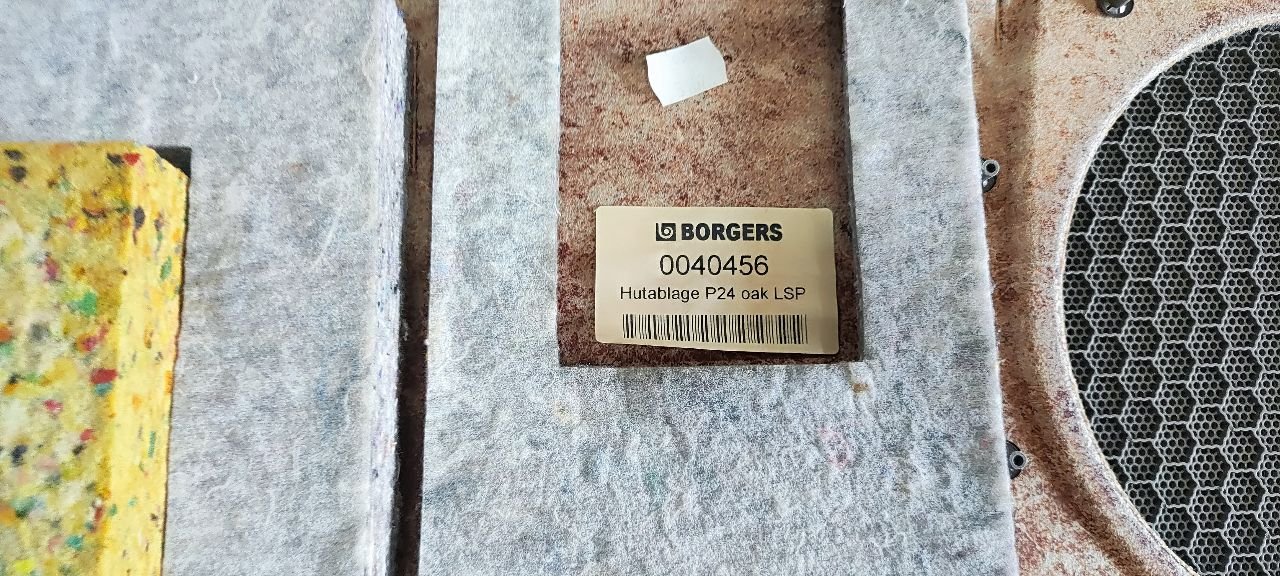 BORGERS
0040456
Hutablage P24 oak LSP